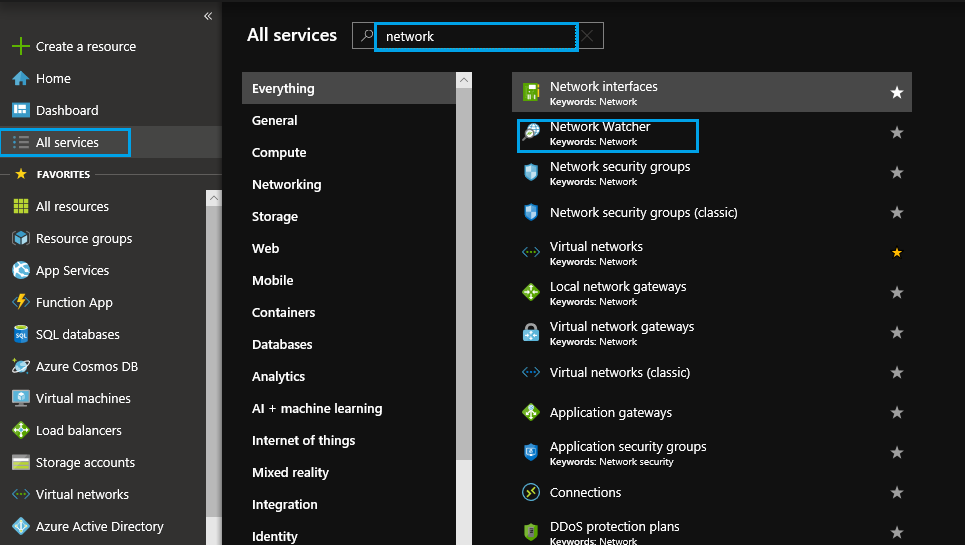 «
Create a resource
Home
Dashboard
All services
FAVORITES
All resources
Resource groups
App Services
Function App
SQL databases
Azure Cosmos DB
Virtual machines
Load balancers
Storage accounts
Virtual networks
Azure Active Directory
All services
network
Everything
General
Compute
Networking
Storage
Web
Mobile
Containers
Databases
Analytics
AI + machine learning
Internet of things
Mixed reality
Integration
Identity
Network interfaces
Keywords: Network
Network Watcher
Keywords: Network
Network security groups
Keywords: Network
Network security groups (classic)
Virtual networks
Keywords: Network
Local network gateways
Keywords: Network
Virtual network gateways
Keywords: Network
Virtual networks (classic)
Application gateways
Application security groups
Keywords: Network security
Connections
DDoS protection plans
Keywords: Network